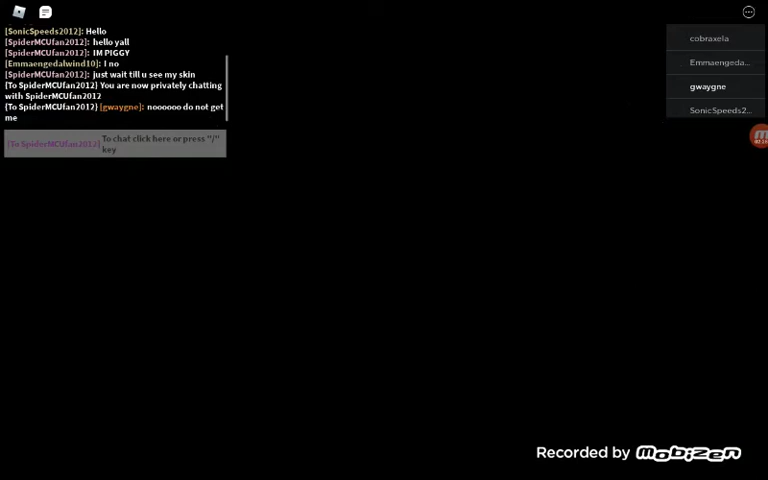 [SonicSpeeds2012]: Hello
[SpiderMCUfan2012]: hello yall
[SpiderMCUfan2012]: IM PIGGY
[Emmaengedalwind10]: I no
[SpiderMCUfan2012]: just wait till u see my skin
{To SpiderMCUfan2012} You are now privately chatting
with SpiderMCUfan2012
{To SpiderMCUfan2012} [gwaygne]: noooooo do not get
me
[To SpiderMCUfan2012] To chat click here or press "/"
key
cobraxela
Emmaengeda...
gwaygne
SonicSpeeds2...
Recorded by Mobizen